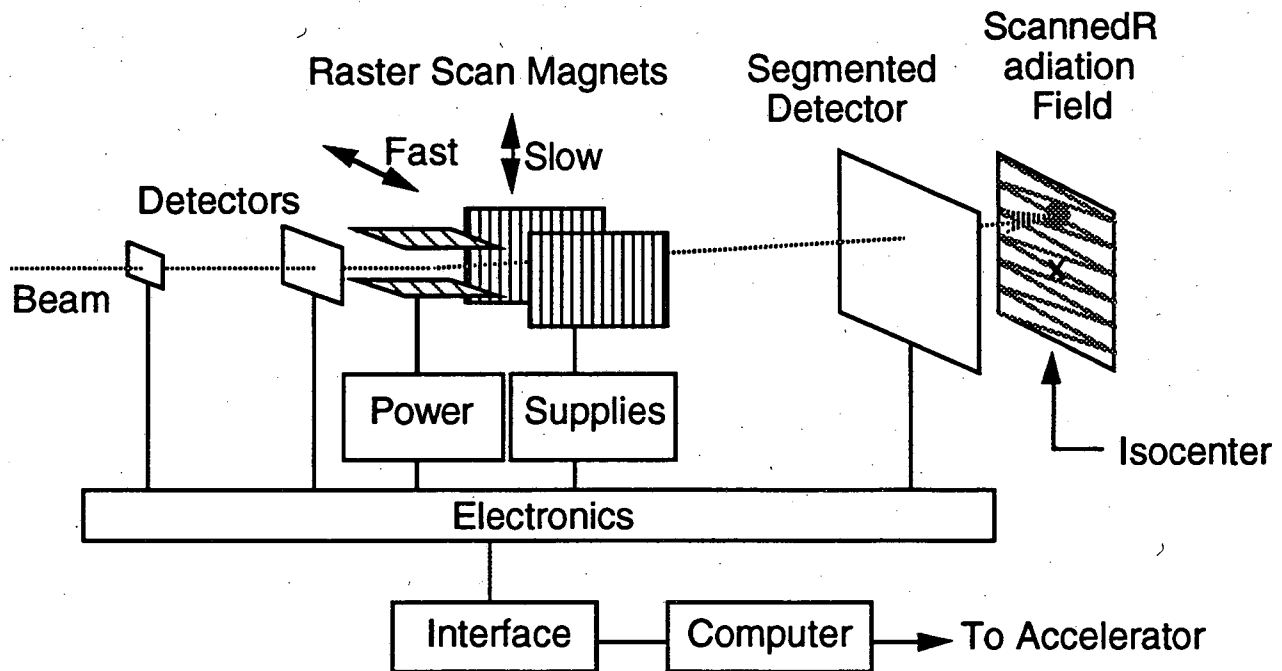 ScannedR
adiation
Field
Raster Scan Magnets
Segmented
Detector
Fast
Slow
Detectors
Beam
Power
Supplies
X
Isocenter
Electronics
Interface
Computer
To Accelerator